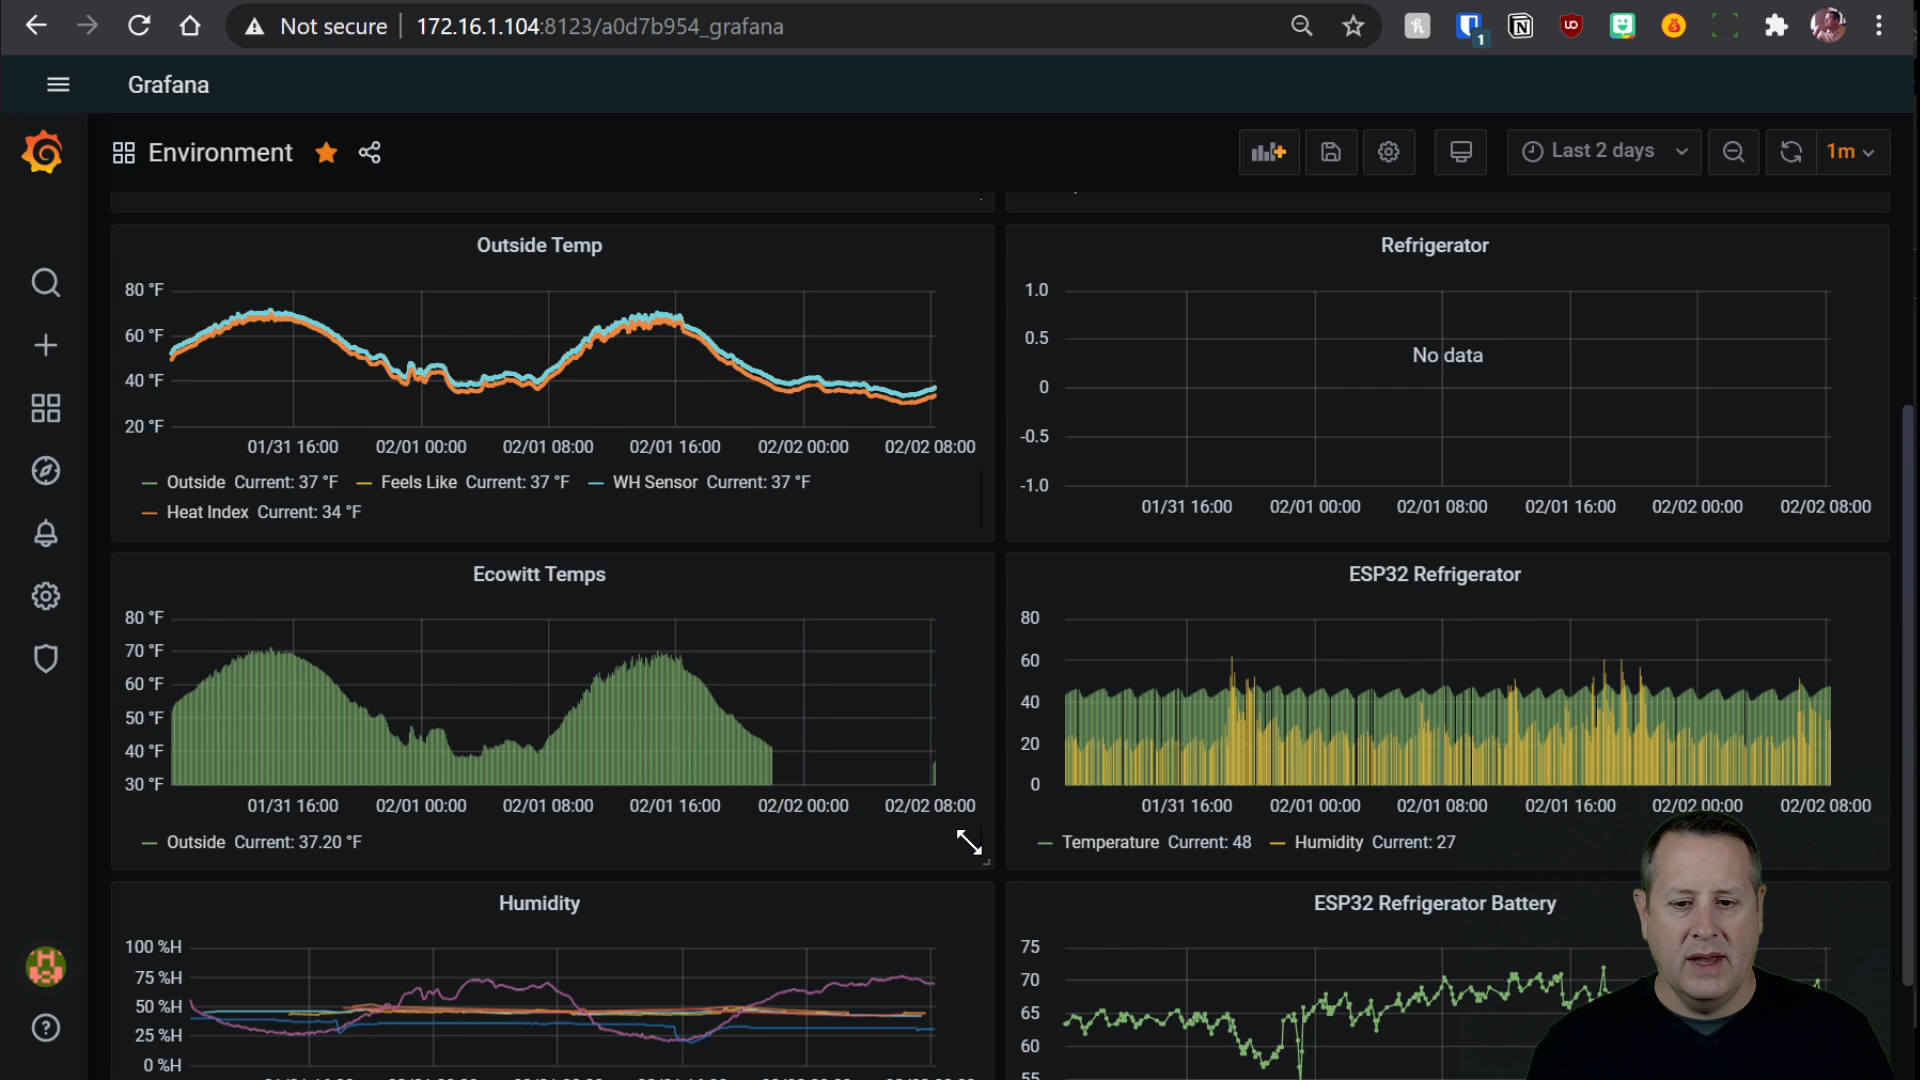 Not secure 172.16.1.104:8123/a0d7b954_grafana
1
Grafana
Environment
Last 2 days
1m
Outside Temp
80 °F
60 °F
40 °F
20 °F
01/31 16:00 02/01 00:00 02/01 08:00 02/01 16:00 02/02 00:00 02/02 08:00
Outside Current: 37 °F Feels Like Current: 37 °F WH Sensor Current: 37 °F
Heat Index Current: 34 °F
Refrigerator
1.0
0.5
No data
0
-0.5
-1.0
01/31 16:00 02/01 00:00 02/01 08:00 02/01 16:00 02/02 00:00 02/02 08:00
Ecowitt Temps
80 °F
70 °F
60 °F
50 °F
40 °F
30 °F
01/31 16:00 02/01 00:00 02/01 08:00 02/01 16:00 02/02 00:00 02/02 08:00
Outside Current: 37.20 °F
ESP32 Refrigerator
80
60
40
20
0
01/31 16:00 02/01 00:00 02/01 08:00 02/01 16:00 02/02 00:00 02/02 08:00
Temperature Current: 48 Humidity Current: 27
Humidity
100 %H
75 %H
50 %H
25 %H
0 %H
ESP32 Refrigerator Battery
75
70
65
60
55